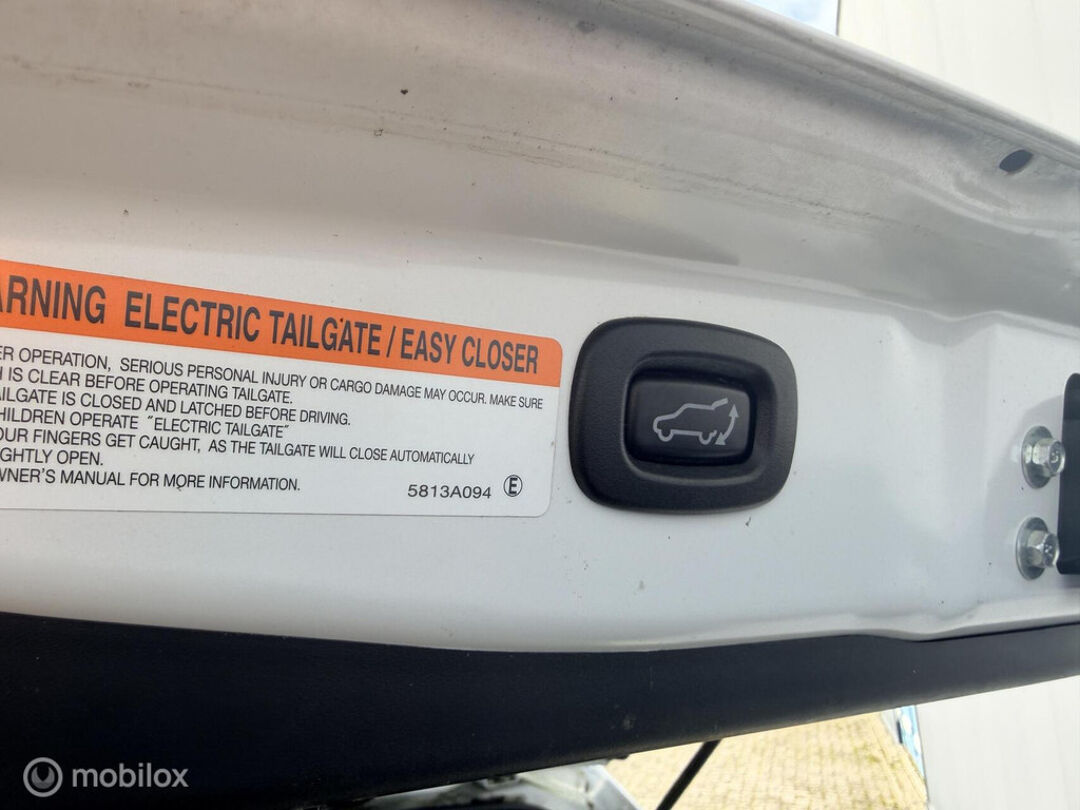 ARNING ELECTRIC TAILGATE / EASY CLOSER
ER OPERATION, SERIOUS PERSONAL INJURY OR CARGO DAMAGE MAY OCCUR. MAKE SURE
H IS CLEAR BEFORE OPERATING TAILGATE.
AILGATE IS CLOSED AND LATCHED BEFORE DRIVING.
HILDREN OPERATE "ELECTRIC TAILGATE"
OUR FINGERS GET CAUGHT, AS THE TAILGATE WILL CLOSE AUTOMATICALLY
IGHTLY OPEN.
WNER'S MANUAL FOR MORE INFORMATION.
5813A094 Ⓔ
mobilox